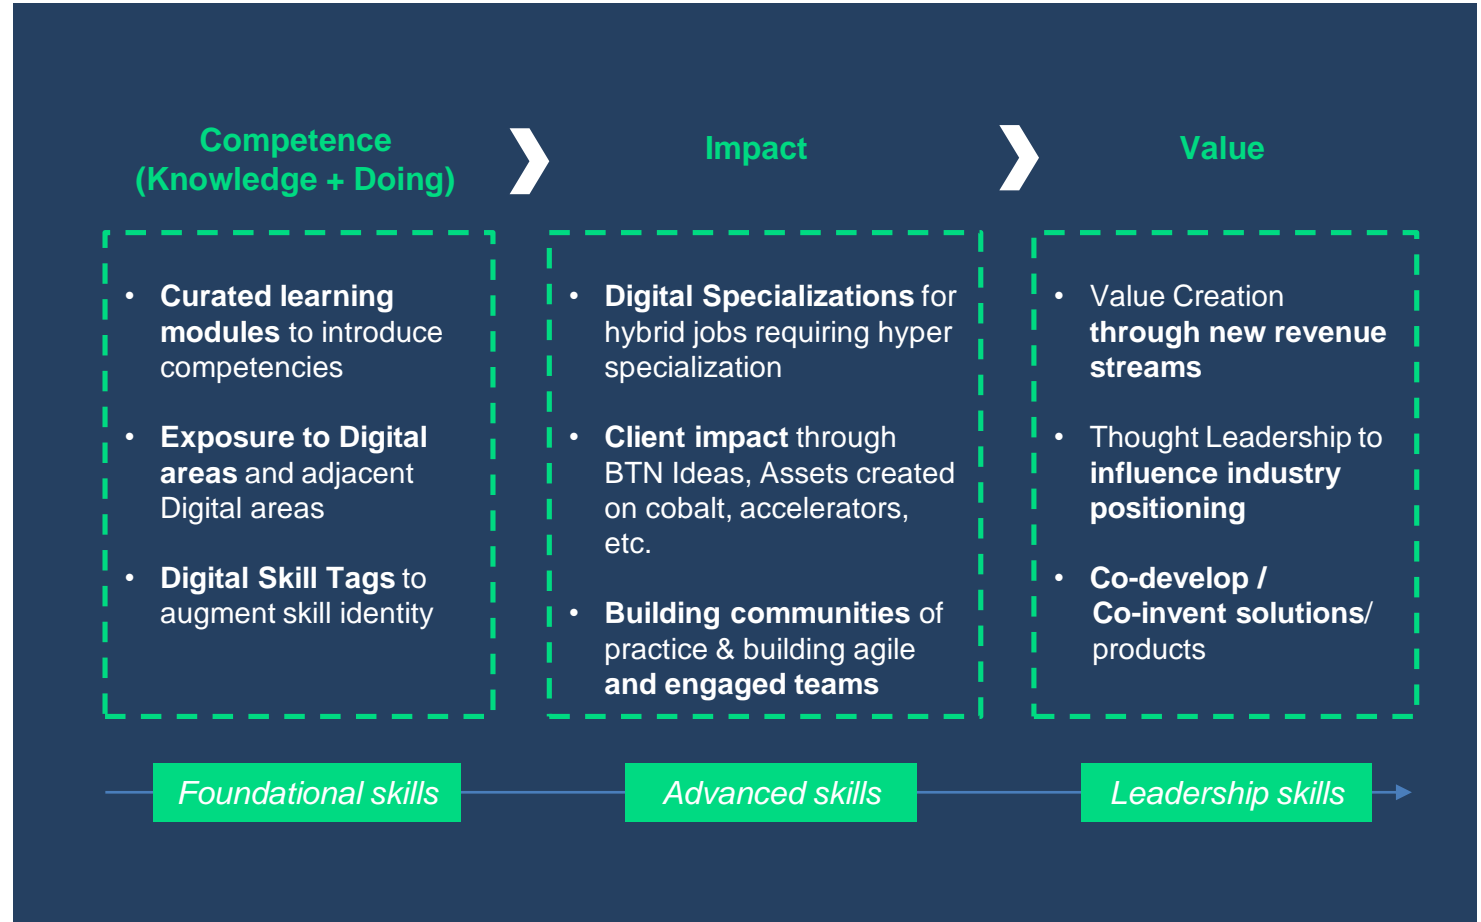 Competence
(Knowledge + Doing)
Impact
Value
• Curated learning
modules to introduce
competencies
• Exposure to Digital
areas and adjacent
Digital areas
• Digital Skill Tags to
augment skill identity
• Digital Specializations for
hybrid jobs requiring hyper
specialization
• Client impact through
BTN Ideas, Assets created
on cobalt, accelerators,
etc.
• Building communities of
practice & building agile
and engaged teams
• Value Creation
through new revenue
streams
• Thought Leadership to
influence industry
positioning
• Co-develop /
Co-invent solutions/
products
Foundational skills
Advanced skills
Leadership skills